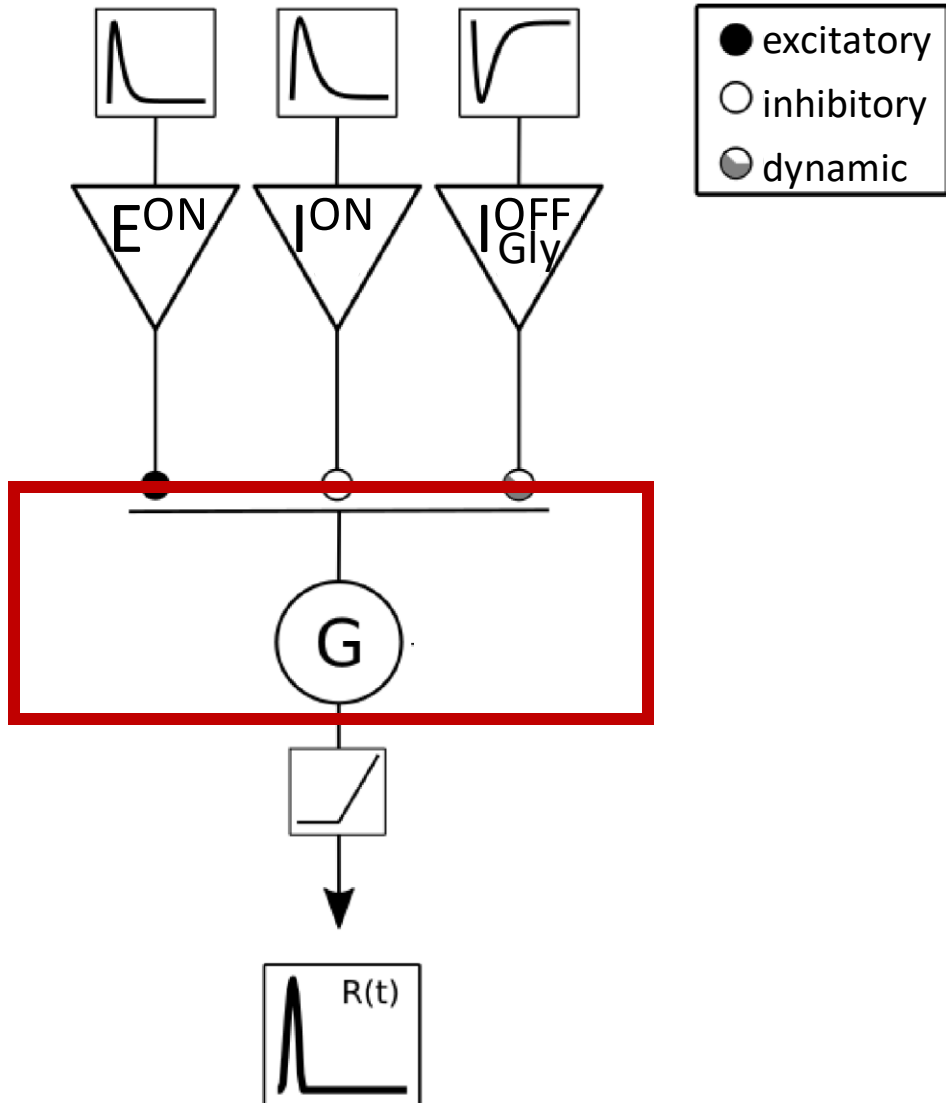 excitatory
inhibitory
dynamic
E^ON
I^ON
I^OFF_Gly
G
R(t)